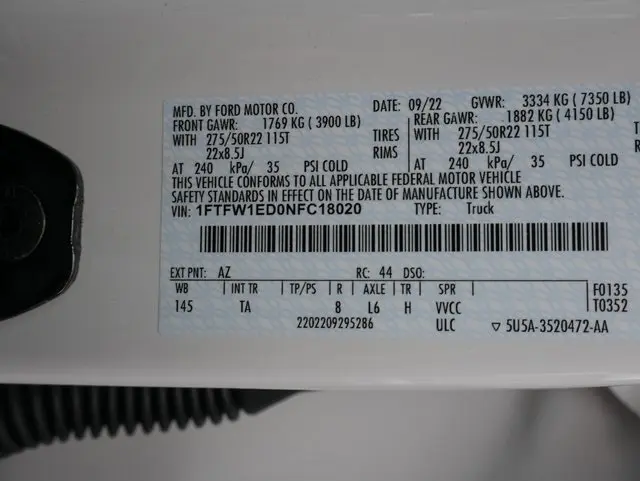 MFD. BY FORD MOTOR CO.
DATE: 09/22 GVWR: 3334 KG ( 7350 LB)
FRONT GAWR: 1769 KG ( 3900 LB) REAR GAWR: 1882 KG ( 4150 LB)
WITH 275/50R22 115T TIRES WITH 275/50R22 115T TIRES
22x8.5J RIMS 22x8.5J RIMS
AT 240 kPa/ 35 PSI COLD AT 240 kPa/ 35 PSI COLD
THIS VEHICLE CONFORMS TO ALL APPLICABLE FEDERAL MOTOR VEHICLE
SAFETY STANDARDS IN EFFECT ON THE DATE OF MANUFACTURE SHOWN ABOVE.
VIN: 1FTFW1ED0NFC18020 TYPE: Truck
EXT PNT: AZ RC: 44 DSO:
WB INT TR TP/PS R AXLE TR SPR F0135
145 TA 8 L6 H VVCC T0352
2202209295286 ULC ▽ 5U5A-3520472-AA